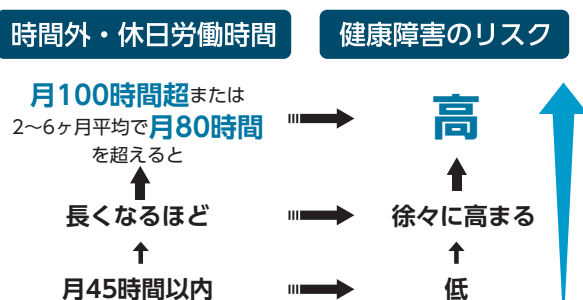 時間外・休日労働時間
健康障害のリスク
月100時間超または
2～6ヶ月平均で月80時間
を超えると
高
長くなるほど
徐々に高まる
月45時間以内
低